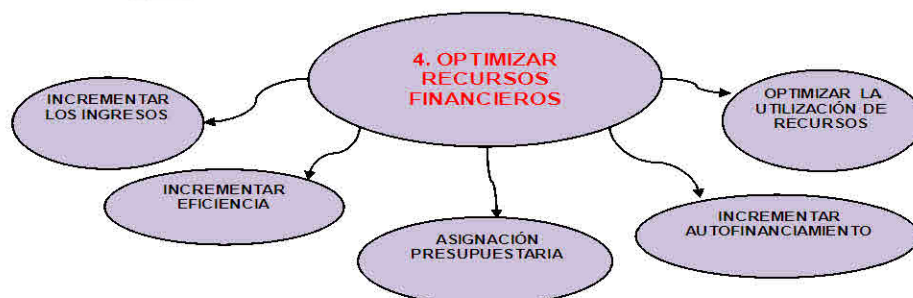 4. OPTIMIZAR
RECURSOS
FINANCIEROS
INCREMENTAR
LOS INGRESOS
OPTIMIZAR LA
UTILIZACIÓN DE
RECURSOS
INCREMENTAR
EFICIENCIA
INCREMENTAR
AUTOFINANCIAMIENTO
ASIGNACIÓN
PRESUPUESTARIA